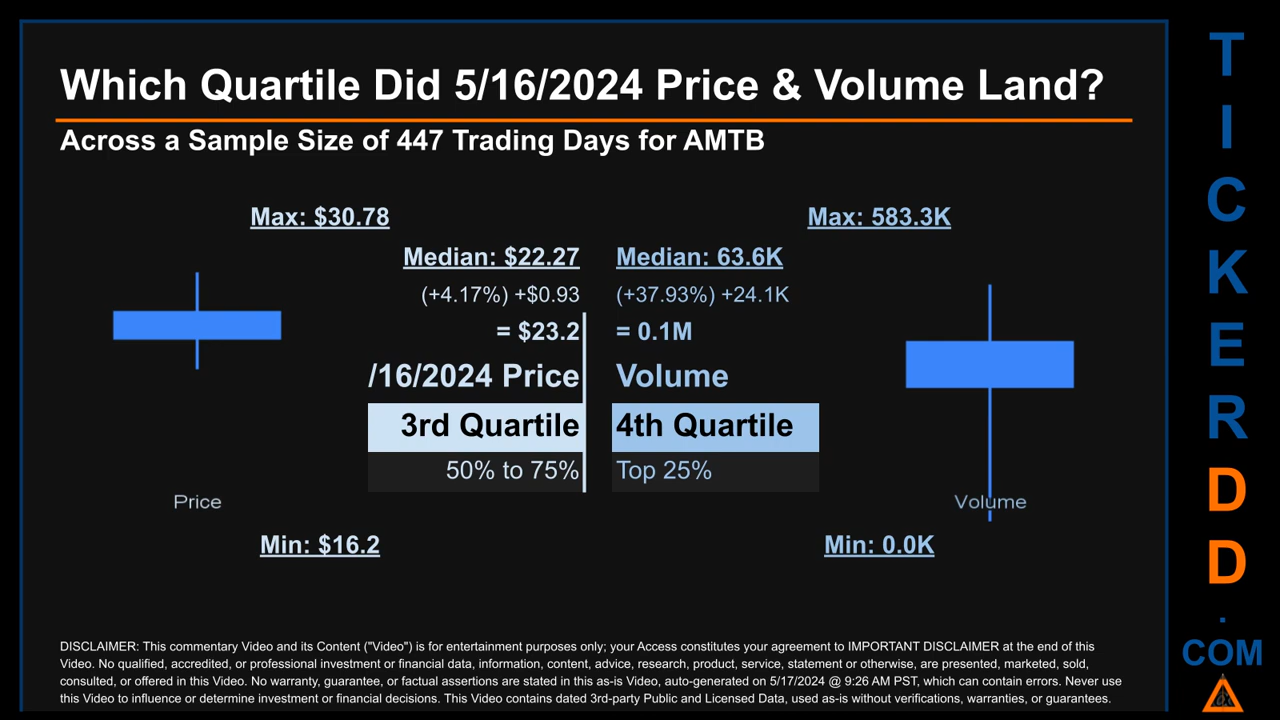 Which Quartile Did 5/16/2024 Price & Volume Land?
Across a Sample Size of 447 Trading Days for AMTB
Max: $30.78
Median: $22.27
(+4.17%) +$0.93
= $23.2
/16/2024 Price
3rd Quartile
50% to 75%
Price
Min: $16.2
Max: 583.3K
Median: 63.6K
(+37.93%) +24.1K
= 0.1M
Volume
4th Quartile
Top 25%
Volume
Min: 0.0K
DISCLAIMER: This commentary Video and its Content ("Video") is for entertainment purposes only; your Access constitutes your agreement to IMPORTANT DISCLAIMER at the end of this
Video. No qualified, accredited, or professional investment or financial data, information, content, advice, research, product, service, statement or otherwise, are presented, marketed, sold,
consulted, or offered in this Video. No warranty, guarantee, or factual assertions are stated in this as-is Video, auto-generated on 5/17/2024 @ 9:26 AM PST, which can contain errors. Never use
this Video to influence or determine investment or financial decisions. This Video contains dated 3rd-party Public and Licensed Data, used as-is without verifications, warranties, or guarantees.
TICKERDD
.
COM